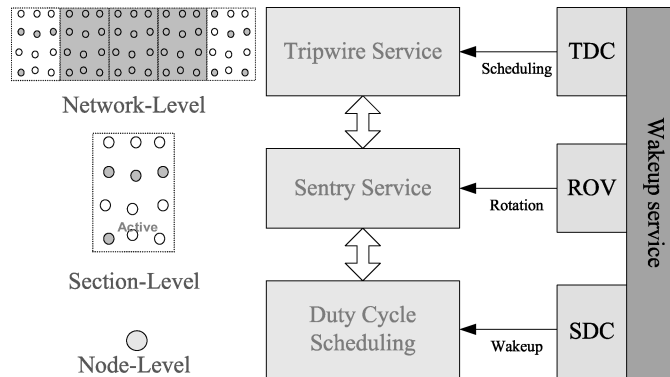 Tripwire Service
Scheduling
TDC
Network-Level
Sentry Service
Rotation
ROV
Active
Section-Level
Duty Cycle
Scheduling
Wakeup
SDC
Node-Level
Wakeup service